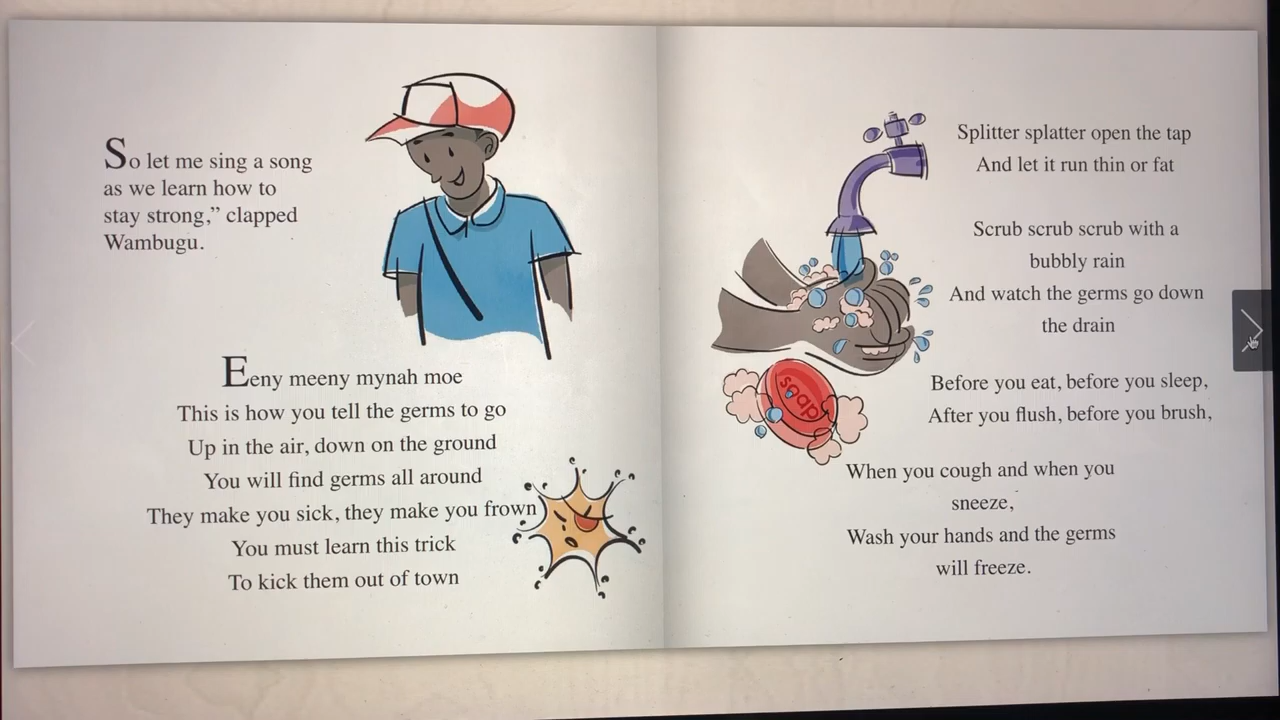 So let me sing a song
as we learn how to
stay strong,” clapped
Wambugu.
Eeny meeny mynah moe
This is how you tell the germs to go
Up in the air, down on the ground
You will find germs all around
They make you sick, they make you frown
You must learn this trick
To kick them out of town
Splitter splatter open the tap
And let it run thin or fat
Scrub scrub scrub with a
bubbly rain
And watch the germs go down
the drain
soap
Before you eat, before you sleep,
After you flush, before you brush,
When you cough and when you
sneeze,
Wash your hands and the germs
will freeze.